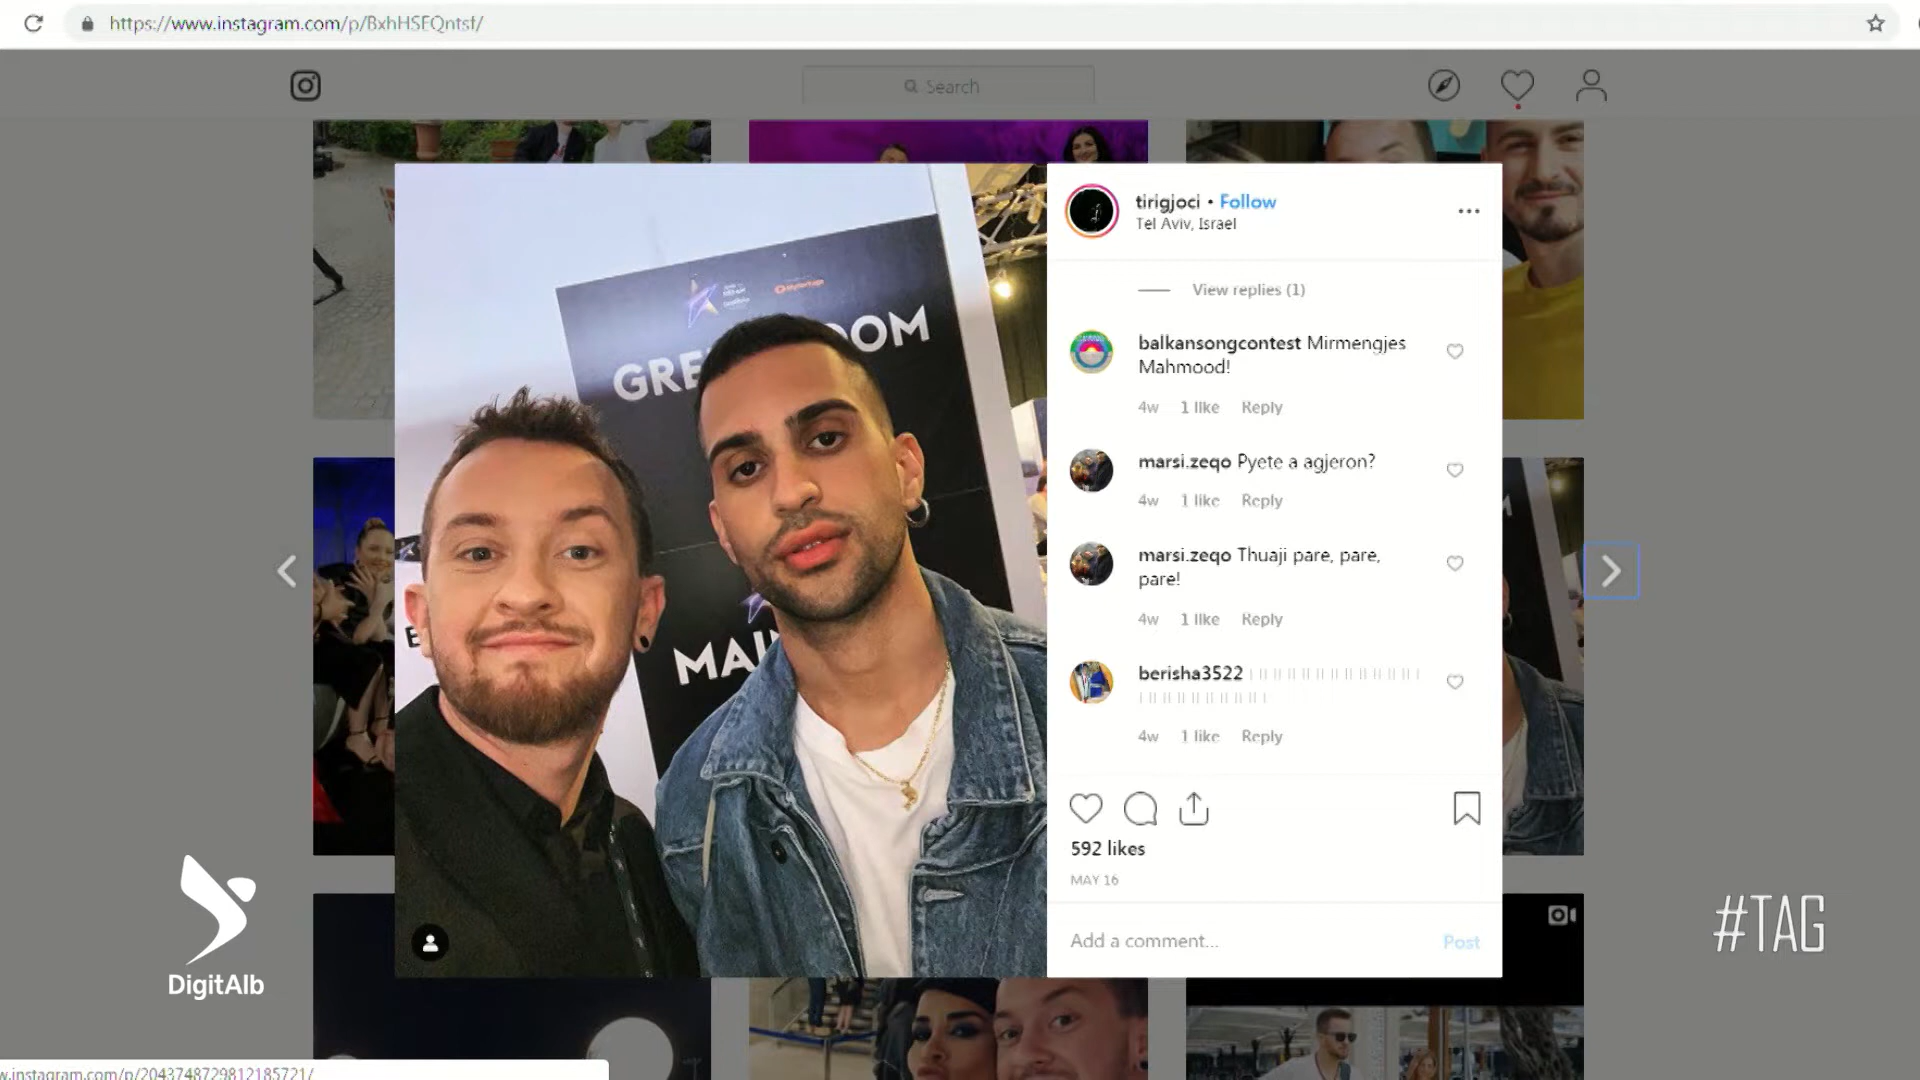 https://www.instagram.com/p/BxhHSEQntsf/
Search
tirigjoci • Follow
Tel Aviv, Israel
View replies (1)
balkansongcontest Mirmengjes
Mahmood!
4w 1 like Reply
marsi.zeqo Pyete a agjeron?
4w 1 like Reply
marsi.zeqo Thuaji pare, pare,
pare!
4w 1 like Reply
berisha3522
4w 1 like Reply
592 likes
MAY 16
Add a comment... Post
GRE OOM
MAI
DigitAlb
#TAG
w.instagram.com/p/2043748729812185721/